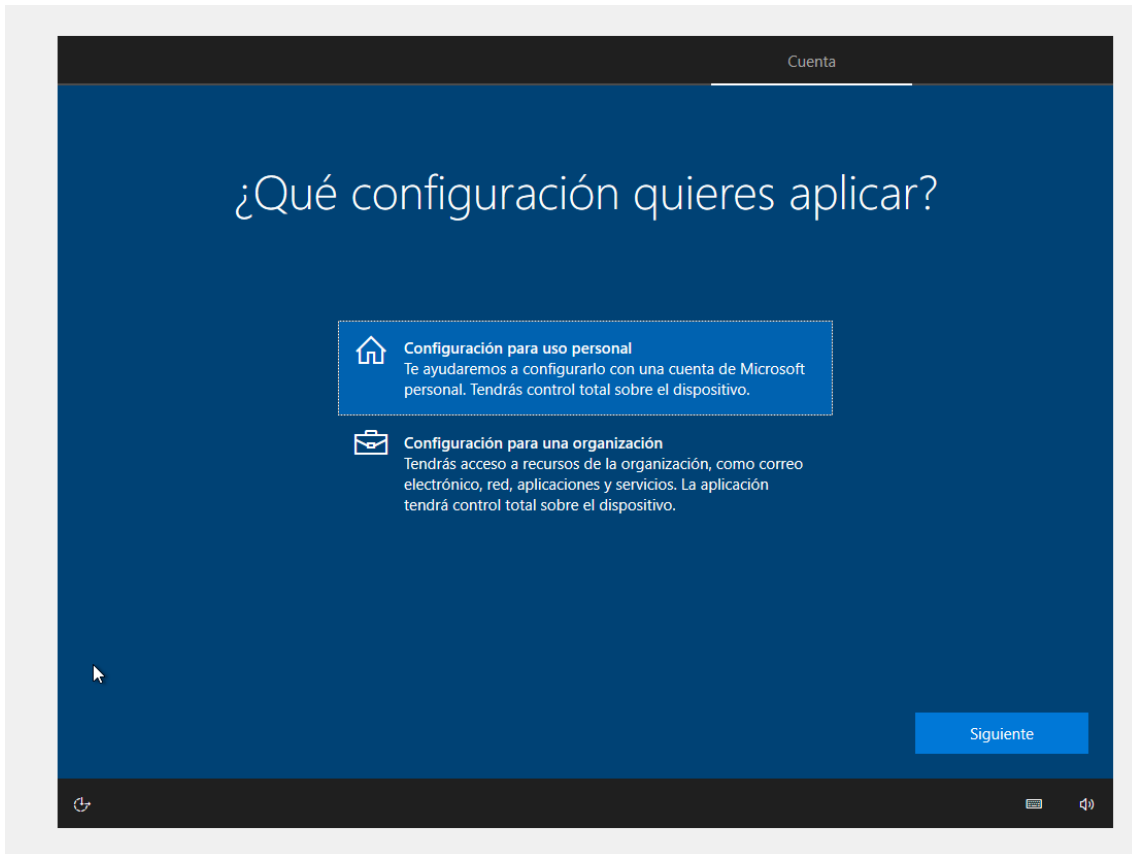 Cuenta
¿Qué configuración quieres aplicar?
Configuración para uso personal
Te ayudaremos a configurarlo con una cuenta de Microsoft
personal. Tendrás control total sobre el dispositivo.
Configuración para una organización
Tendrás acceso a recursos de la organización, como correo
electrónico, red, aplicaciones y servicios. La aplicación
tendrá control total sobre el dispositivo.
Siguiente